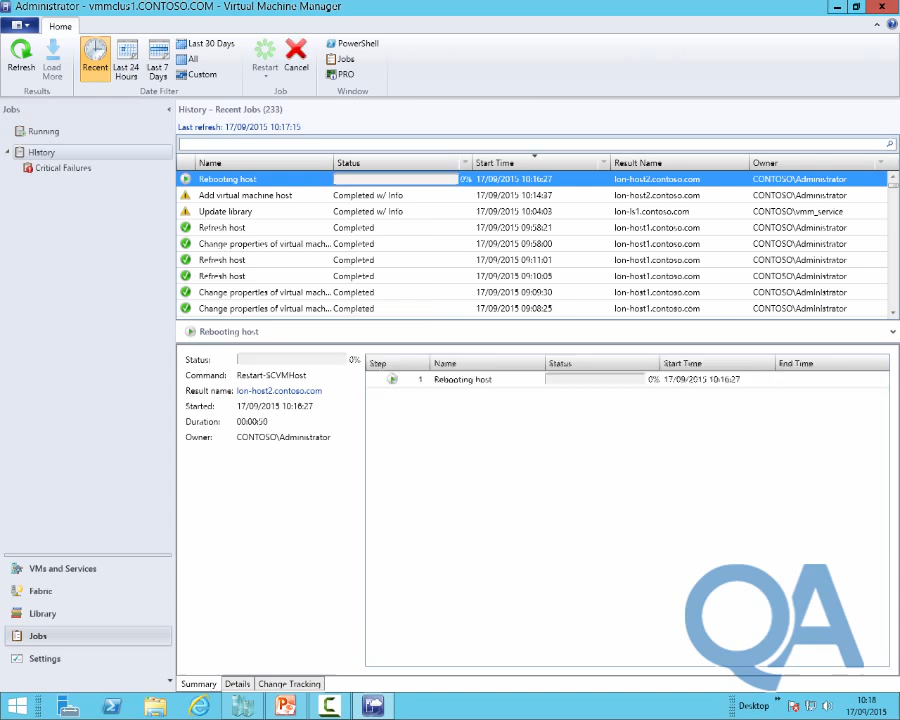 Administrator - vmmclus1.CONTOSO.COM - Virtual Machine Manager
Home
Refresh
Load More
Recent
Last 24 Hours
Last 7 Days
Last 30 Days
All
Custom
Restart
Cancel
PowerShell
Jobs
PRO
Results
Date Filter
Job
Window
Jobs
Running
History
Critical Failures
History - Recent Jobs (233)
Last refresh: 17/09/2015 10:17:15
Name Status Start Time Result Name Owner
Rebooting host 0% 17/09/2015 10:16:27 lon-host2.contoso.com CONTOSO\Administrator
Add virtual machine host Completed w/ Info 17/09/2015 10:14:37 lon-host2.contoso.com CONTOSO\Administrator
Update library Completed w/ Info 17/09/2015 10:04:03 lon-ls1.contoso.com CONTOSO\vmm_service
Refresh host Completed 17/09/2015 09:58:21 lon-host1.contoso.com CONTOSO\Administrator
Change properties of virtual mach... Completed 17/09/2015 09:58:00 lon-host1.contoso.com CONTOSO\Administrator
Refresh host Completed 17/09/2015 09:11:01 lon-host1.contoso.com CONTOSO\Administrator
Refresh host Completed 17/09/2015 09:10:05 lon-host1.contoso.com CONTOSO\Administrator
Change properties of virtual mach... Completed 17/09/2015 09:09:30 lon-host1.contoso.com CONTOSO\Administrator
Change properties of virtual mach... Completed 17/09/2015 09:08:25 lon-host1.contoso.com CONTOSO\Administrator
Rebooting host
Status: 0%
Command: Restart-SCVMHost
Result name: lon-host2.contoso.com
Started: 17/09/2015 10:16:27
Duration: 00:00:50
Owner: CONTOSO\Administrator
Step Name Status Start Time End Time
1 Rebooting host 0% 17/09/2015 10:16:27
VMs and Services
Fabric
Library
Jobs
Settings
Summary Details Change Tracking
QA
Desktop
10:18
17/09/2015